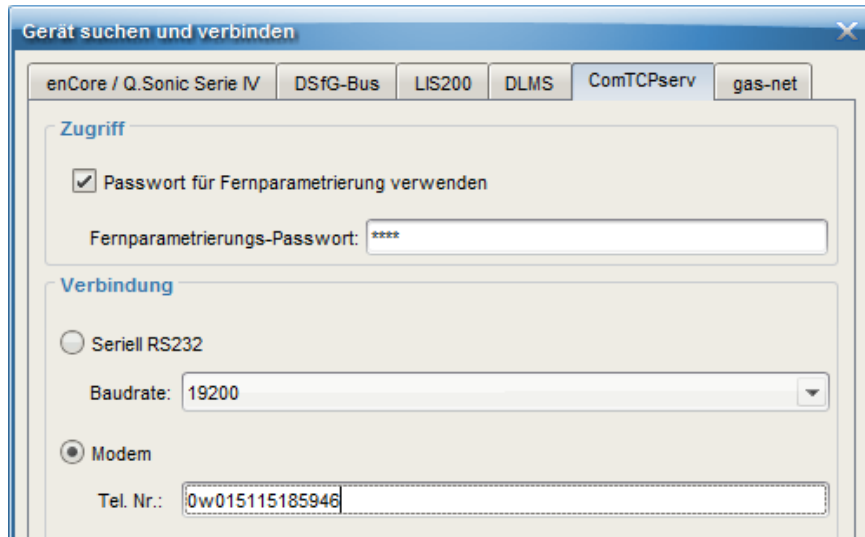 Gerät suchen und verbinden
enCore / Q.Sonic Serie IV DSfG-Bus LIS200 DLMS ComTCPserv gas-net
Zugriff
Passwort für Fernparametrierung verwenden
Fernparametrierungs-Passwort: ****
Verbindung
Seriell RS232
Baudrate: 19200
Modem
Tel. Nr.: 0w015115185946